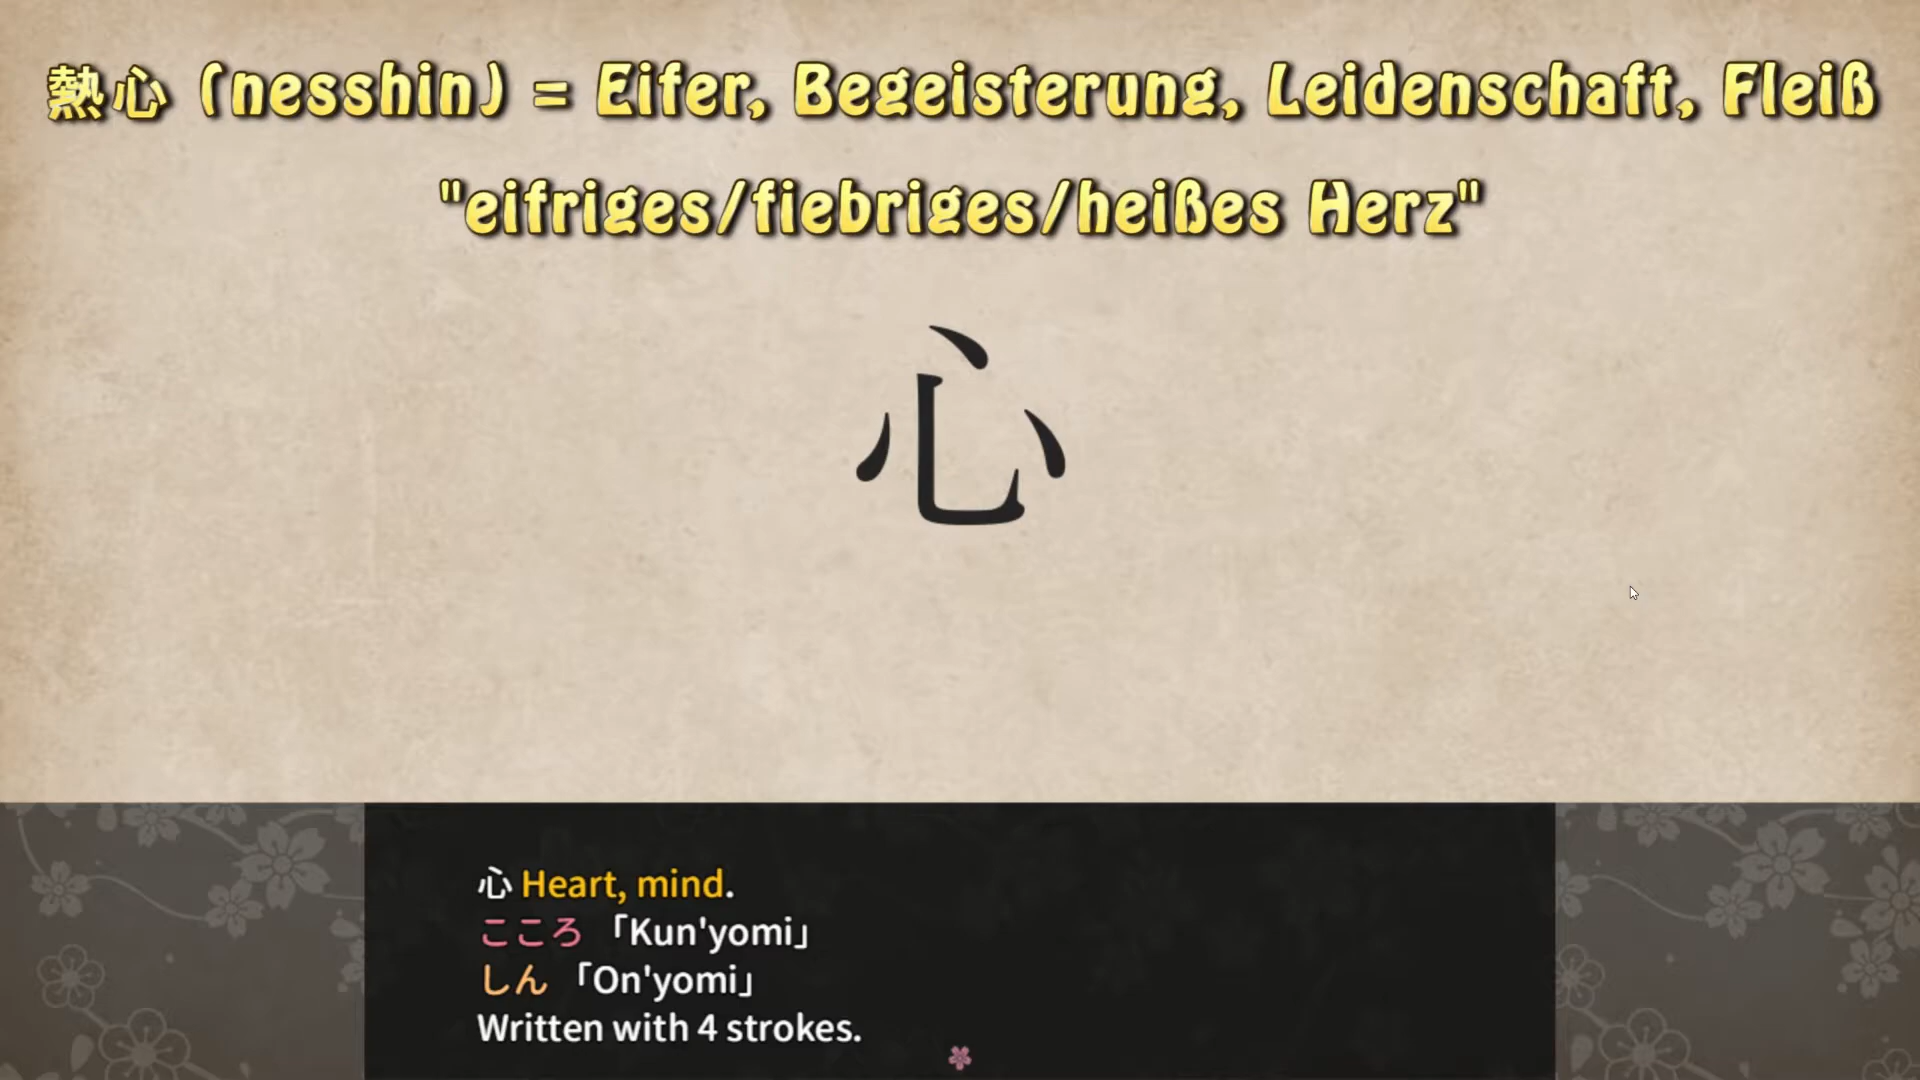 熱心 (nesshin) = Eifer, Begeisterung, Leidenschaft, Fleiß
"eifriges/fiebriges/heißes Herz"
心
心 Heart, mind.
こころ 「Kun'yomi」
しん 「On'yomi」
Written with 4 strokes.